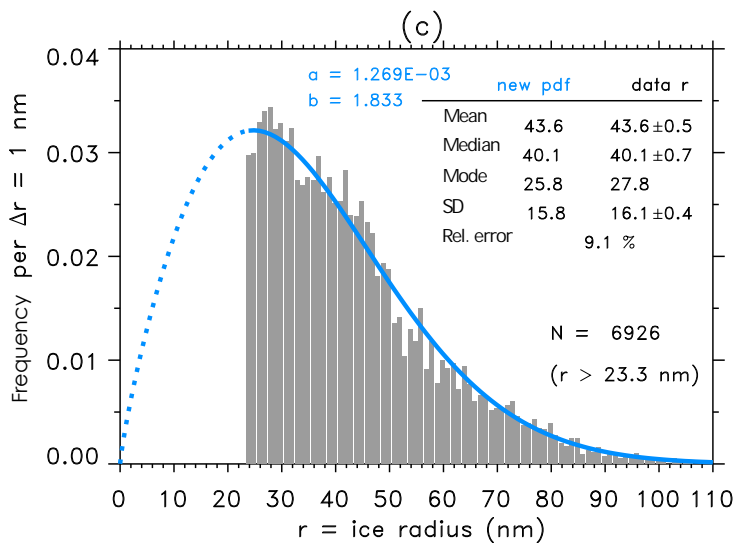 (c)
0.04
0.03
0.02
0.01
0.00
Frequency per Δr = 1 nm
a = 1.269E-03
b = 1.833
new pdf data r
Mean 43.6 43.6±0.5
Median 40.1 40.1±0.7
Mode 25.8 27.8
SD 15.8 16.1±0.4
Rel. error 9.1 %
N = 6926
(r > 23.3 nm)
0 10 20 30 40 50 60 70 80 90 100 110
r = ice radius (nm)